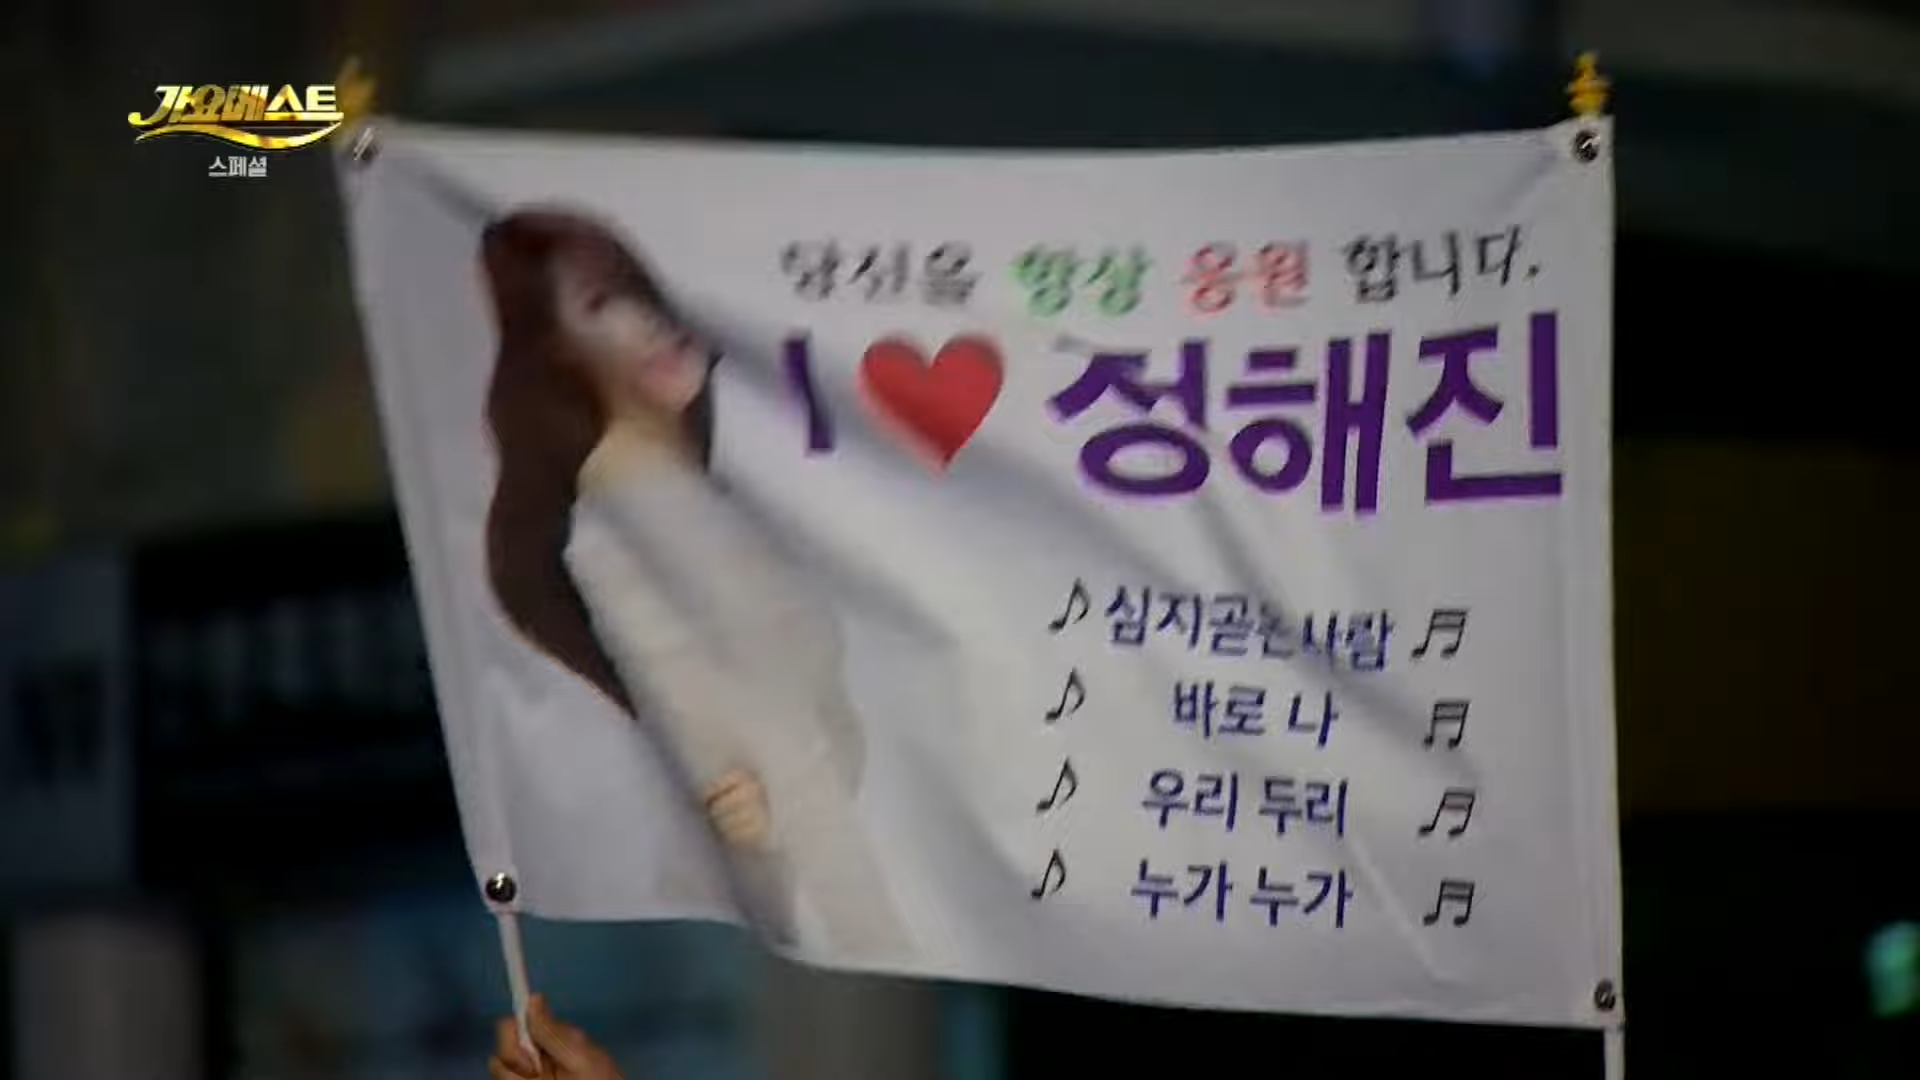 가요베스트
스페셜
당신을 항상 응원 합니다.
I ♥ 정해진
♪ 심지곧는사람 ♬
♪ 바로 나 ♬
♪ 우리 두리 ♬
♪ 누가 누가 ♬